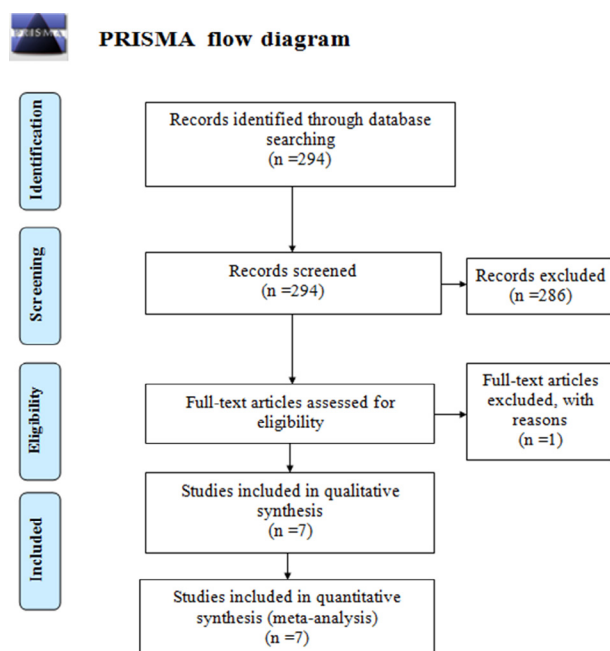 PRISMA
PRISMA flow diagram
Identification
Records identified through database
searching
(n =294)
Screening
Records screened
(n =294)
Records excluded
(n =286)
Eligibility
Full-text articles assessed for
eligibility
Full-text articles
excluded, with
reasons
(n =1)
Included
Studies included in qualitative
synthesis
(n =7)
Studies included in quantitative
synthesis (meta-analysis)
(n =7)